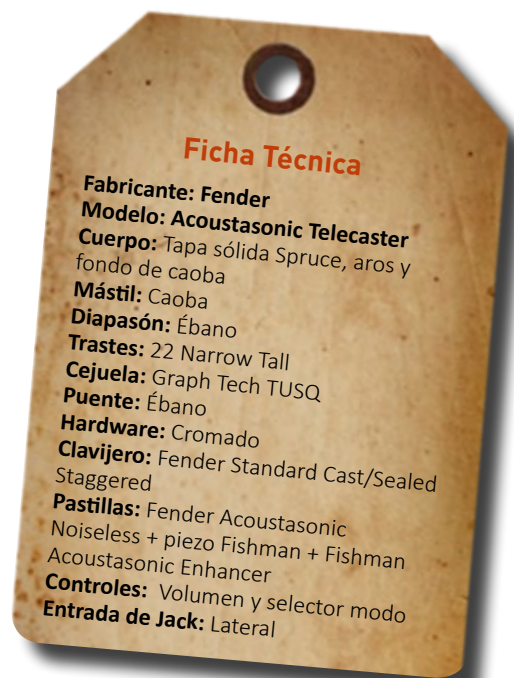 Ficha Técnica
Fabricante: Fender
Modelo: Acoustasonic Telecaster
Cuerpo: Tapa sólida Spruce, aros y
fondo de caoba
Mástil: Caoba
Diapasón: Ébano
Trastes: 22 Narrow Tall
Cejuela: Graph Tech TUSQ
Puente: Ébano
Hardware: Cromado
Clavijero: Fender Standard Cast/Sealed
Staggered
Pastillas: Fender Acoustasonic
Noiseless + piezo Fishman + Fishman
Acoustasonic Enhancer
Controles: Volumen y selector modo
Entrada de Jack: Lateral